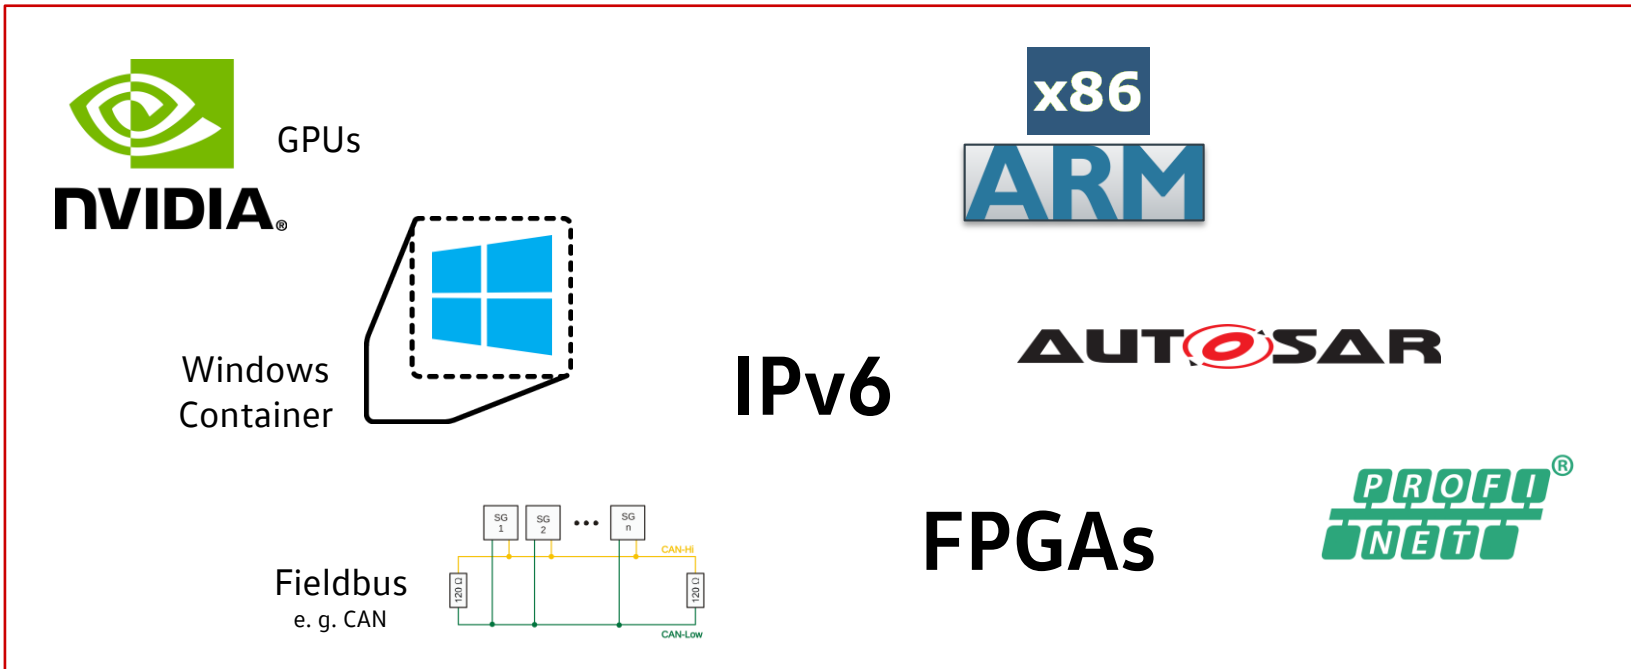 NVIDIA®
GPUs
x86
ARM
Windows
Container
IPv6
AUTOSAR
PROFI®
NET
FPGAs
Fieldbus
e. g. CAN
SG
1
SG
2
•••
SG
n
CAN-Hi
120 Ω
120 Ω
CAN-Low